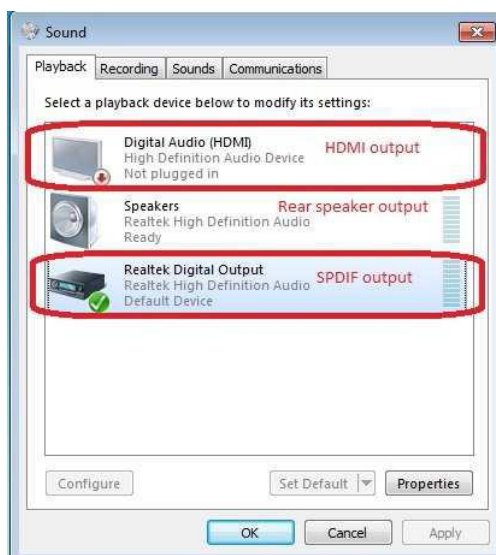 Sound
Playback Recording Sounds Communications
Select a playback device below to modify its settings:
Digital Audio (HDMI)
High Definition Audio Device
Not plugged in
HDMI output
Speakers
Realtek High Definition Audio
Ready
Rear speaker output
Realtek Digital Output
Realtek High Definition Audio
Default Device
SPDIF output
Configure Set Default Properties
OK Cancel Apply